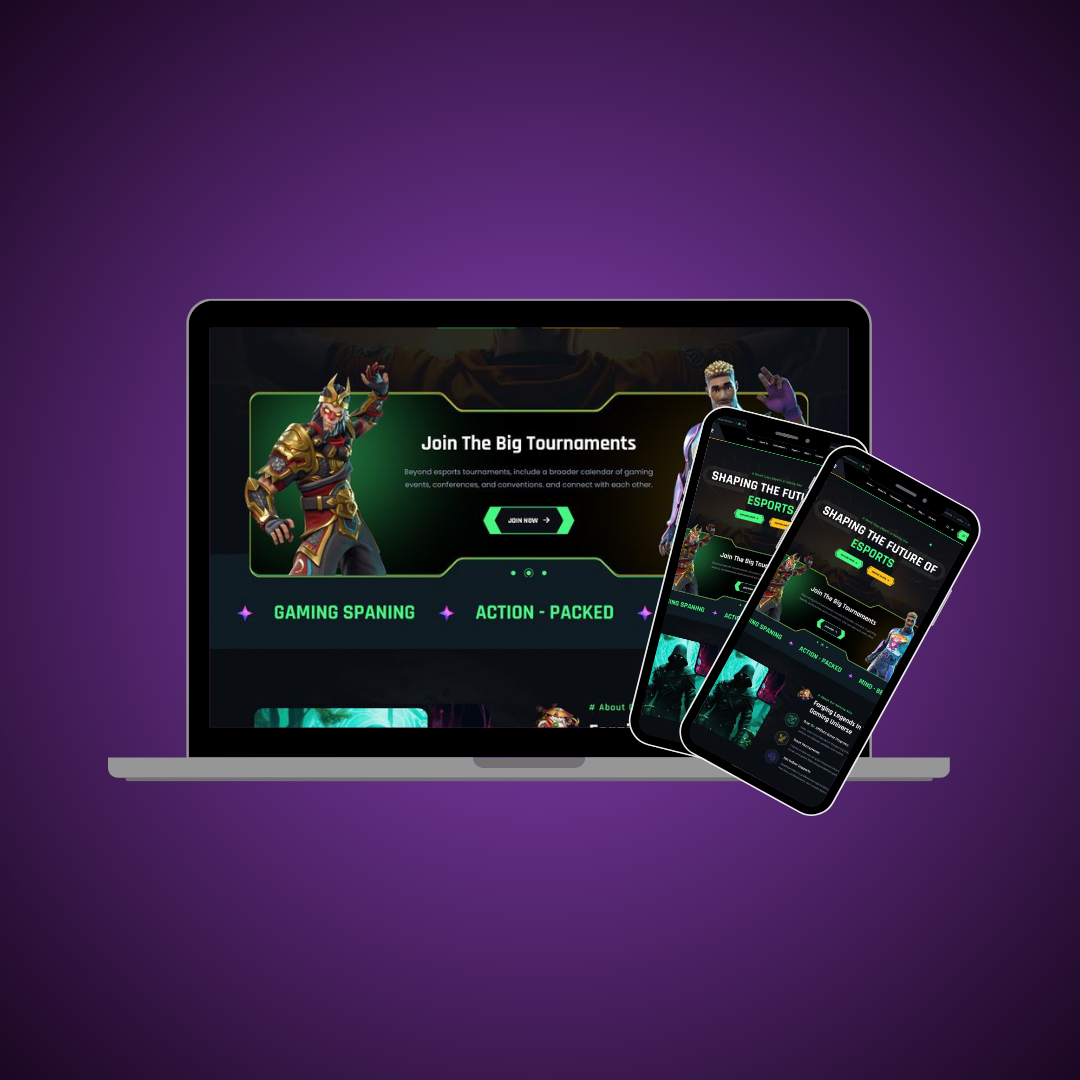 Join The Big Tournaments
Beyond esports tournaments, include a broader calendar of gaming
events, conferences, and conventions. and connect with each other.
JOIN NOW
GAMING SPANING
ACTION - PACKED
# About
SHAPING THE FUTU
ESPORTS
Join The Big
ING SPANING
SHAPING THE FUTURE OF
ESPORTS
Join The Big Tournaments
ING SPANING
ACTION - PACKED
MIND - BE
Forging Legends In
Gaming Universe